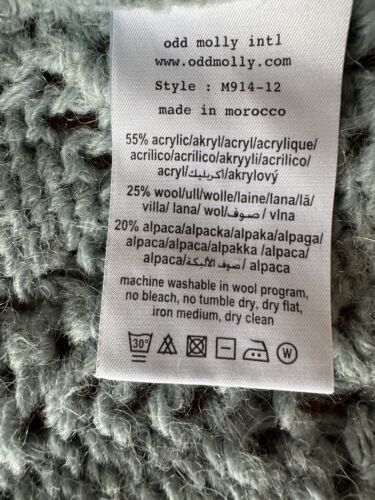 odd molly intl
www.oddmolly.com
Style : M914-12
made in morocco
55% acrylic/akryl/acryl/acrylique/
acrilico/acrílico/akryyli/acrilico/
acryl/أكريليك/akrylový
25% wool/ull/wolle/laine/lana/lã/
villa/ lana/ wol/صوف/ vlna
20% alpaca/alpacka/alpaka/alpaga/
alpaca/alpaca/alpakka /alpaca/
alpaca/صوف الألبكة/ alpaca
machine washable in wool program,
no bleach, no tumble dry, dry flat,
iron medium, dry clean
30° W